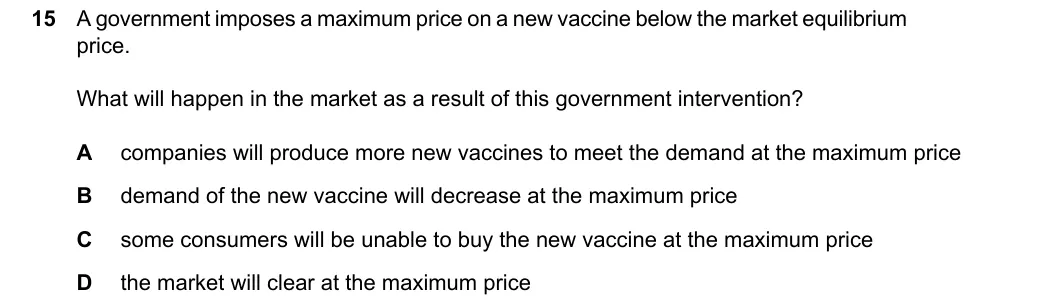 15 A government imposes a maximum price on a new vaccine below the market equilibrium
price.
What will happen in the market as a result of this government intervention?
A companies will produce more new vaccines to meet the demand at the maximum price
B demand of the new vaccine will decrease at the maximum price
C some consumers will be unable to buy the new vaccine at the maximum price
D the market will clear at the maximum price